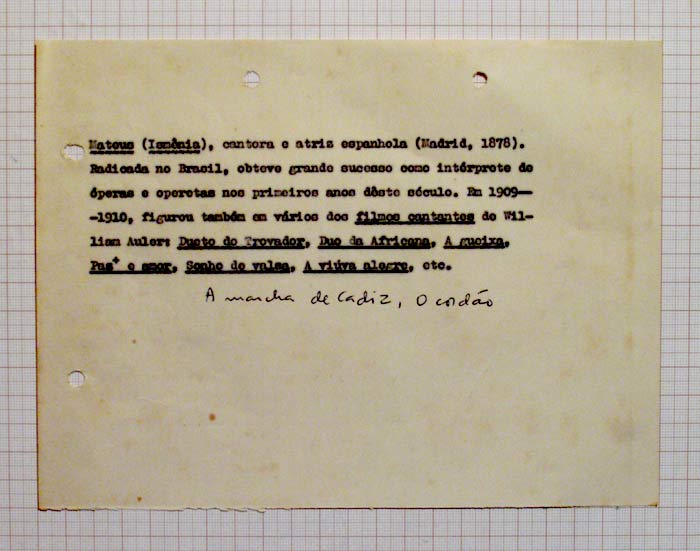 Mateus (Ismênia), cantora e atriz espanhola (Madrid, 1878).
Radicada no Brasil, obteve grande sucesso como intérprete de
óperas e operetas nos primeiros anos dêste século. Em 1909—
-1910, figurou também em vários dos filmes cantantes de Wil-
liam Auler: Dueto do Trovador, Duo da Africana, A gueixa,
Paz+ e amor, Sonho de valsa, A viúva alegre, etc.
A marcha de Cadiz, O cordão